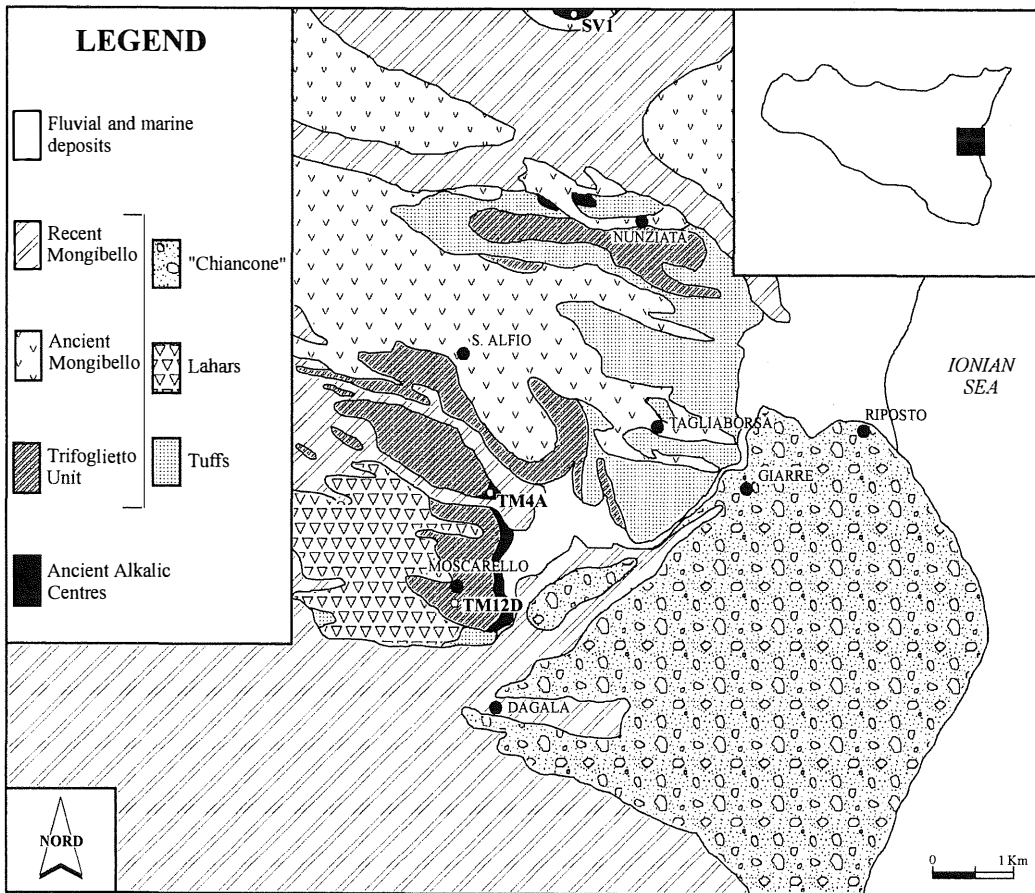 LEGEND
Fluvial and marine
deposits
Recent
Mongibello
"Chiancone"
Ancient
Mongibello
Lahars
Trifoglietto
Unit
Tuffs
Ancient Alkalic
Centres
SV1
NUNZIATA
S. ALFIO
IONIAN
SEA
TAGLIABORSA
RIPOSTO
GIARRE
TM4A
MOSCARELLO
TM12D
DAGALA
NORD
0 1 Km